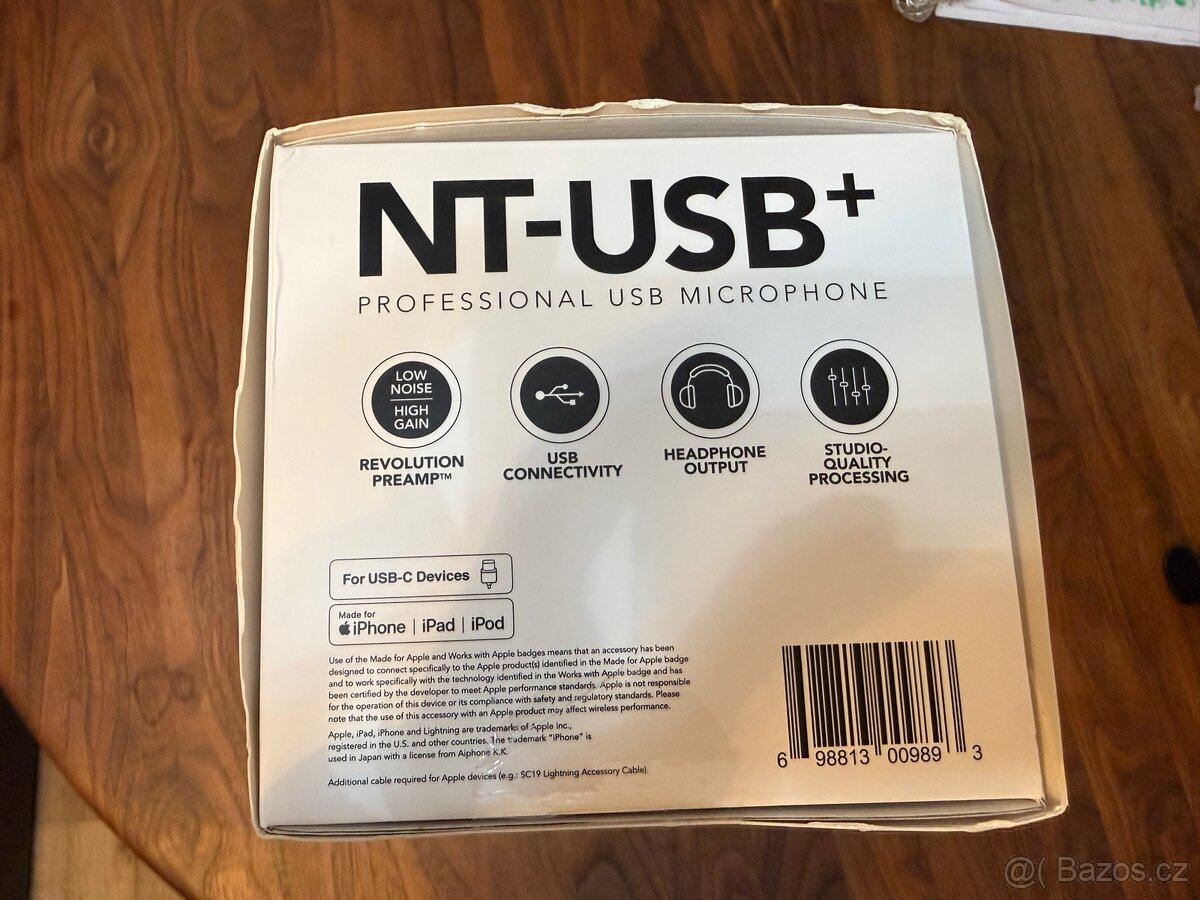 NT-USB+
PROFESSIONAL USB MICROPHONE
LOW
NOISE
HIGH
GAIN
REVOLUTION
PREAMP™
USB
CONNECTIVITY
HEADPHONE
OUTPUT
STUDIO-
QUALITY
PROCESSING
For USB-C Devices
Made for
iPhone | iPad | iPod
Use of the Made for Apple and Works with Apple badges means that an accessory has been
designed to connect specifically to the Apple product(s) identified in the Made for Apple badge
and to work specifically with the technology identified in the Works with Apple badge and has
been certified by the developer to meet Apple performance standards. Apple is not responsible
for the operation of this device or its compliance with safety and regulatory standards. Please
note that the use of this accessory with an Apple product may affect wireless performance.
Apple, iPad, iPhone and Lightning are trademarks of Apple Inc.,
registered in the U.S. and other countries. The trademark "iPhone" is
used in Japan with a license from Aiphone K.K.
Additional cable required for Apple devices (e.g.: SC19 Lightning Accessory Cable)
6 98813 00989 3
@( Bazos.cz